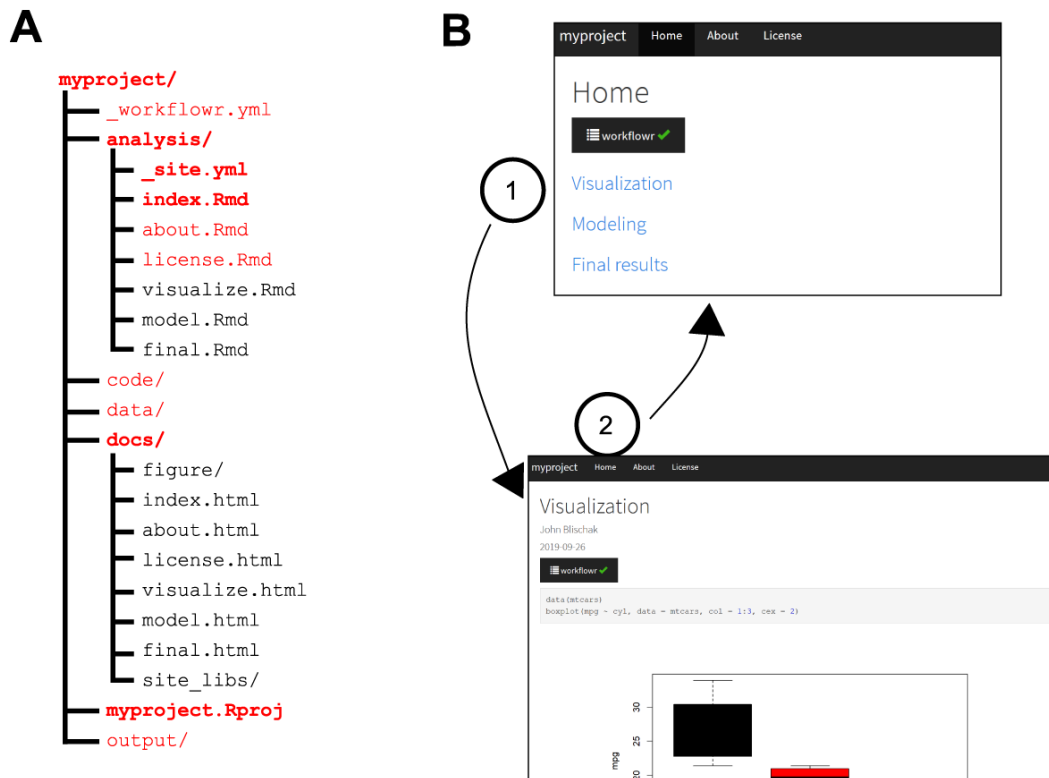 A
myproject/
_workflowr.yml
analysis/
_site.yml
index.Rmd
about.Rmd
license.Rmd
visualize.Rmd
model.Rmd
final.Rmd
code/
data/
docs/
figure/
index.html
about.html
license.html
visualize.html
model.html
final.html
site_libs/
myproject.Rproj
output/
B
myproject Home About License
Home
workflowr
Visualization
Modeling
Final results
1
2
myproject Home About License
Visualization
John Blischak
2019-09-26
workflowr
data(mtcars)
boxplot(mpg ~ cyl, data = mtcars, col = 1:3, cex = 2)
30
25
mpg
20